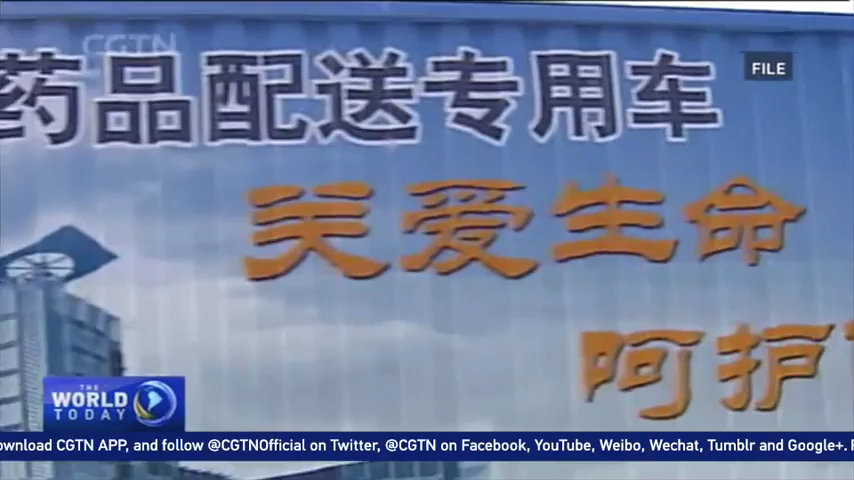 CGTN
药品配送专用车
FILE
关爱生命
呵护
THE
WORLD
TODAY
ownload CGTN APP, and follow @CGTNOfficial on Twitter, @CGTN on Facebook, YouTube, Weibo, Wechat, Tumblr and Google+.